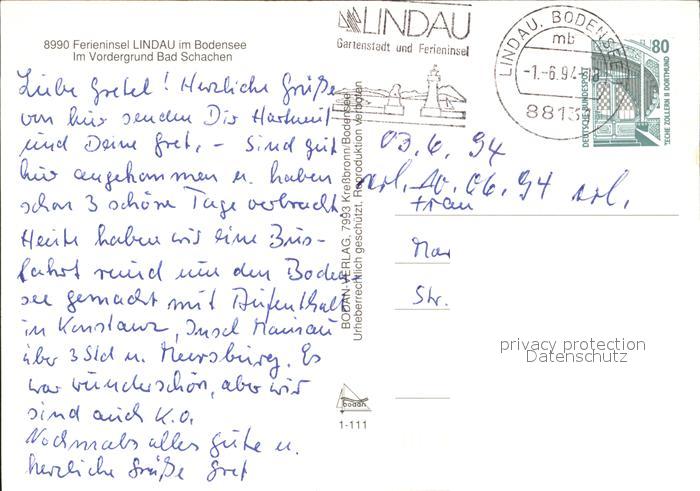 8990 Ferieninsel LINDAU im Bodensee
Im Vordergrund Bad Schachen
Liebe Gretel! Herzliche Grüße
von hier senden Dir Hartmut
und Deine Gret, - Sind gut
hier angekommen u. haben
schon 3 schöne Tage verbracht.
Heute haben wir eine Bus-
fahrt rund um den Boden-
see gemacht mit Aufenthalt
in Konstanz, Insel Mainau
über 3 Std u. Meersburg. Es
war wunderschön, aber wir
sind auch K.O.
Nochmals alles Gute u.
herzliche Grüße Gret
BODAN-VERLAG, 7993 Kreßbronn/Bodensee
Urheberrechtlich geschützt. Reproduktion verboten
bodan
1-111
LINDAU
Gartenstadt und Ferieninsel
LINDAU, BODENSEE
mb
-1.-6.94-18
8813
80
DEUTSCHE BUNDESPOST
ZECHE ZOLLERN II DORTMUND
03.6.94
erl. 10.06.94 erl.
Frau
Mar
Str.
privacy protection
Datenschutz